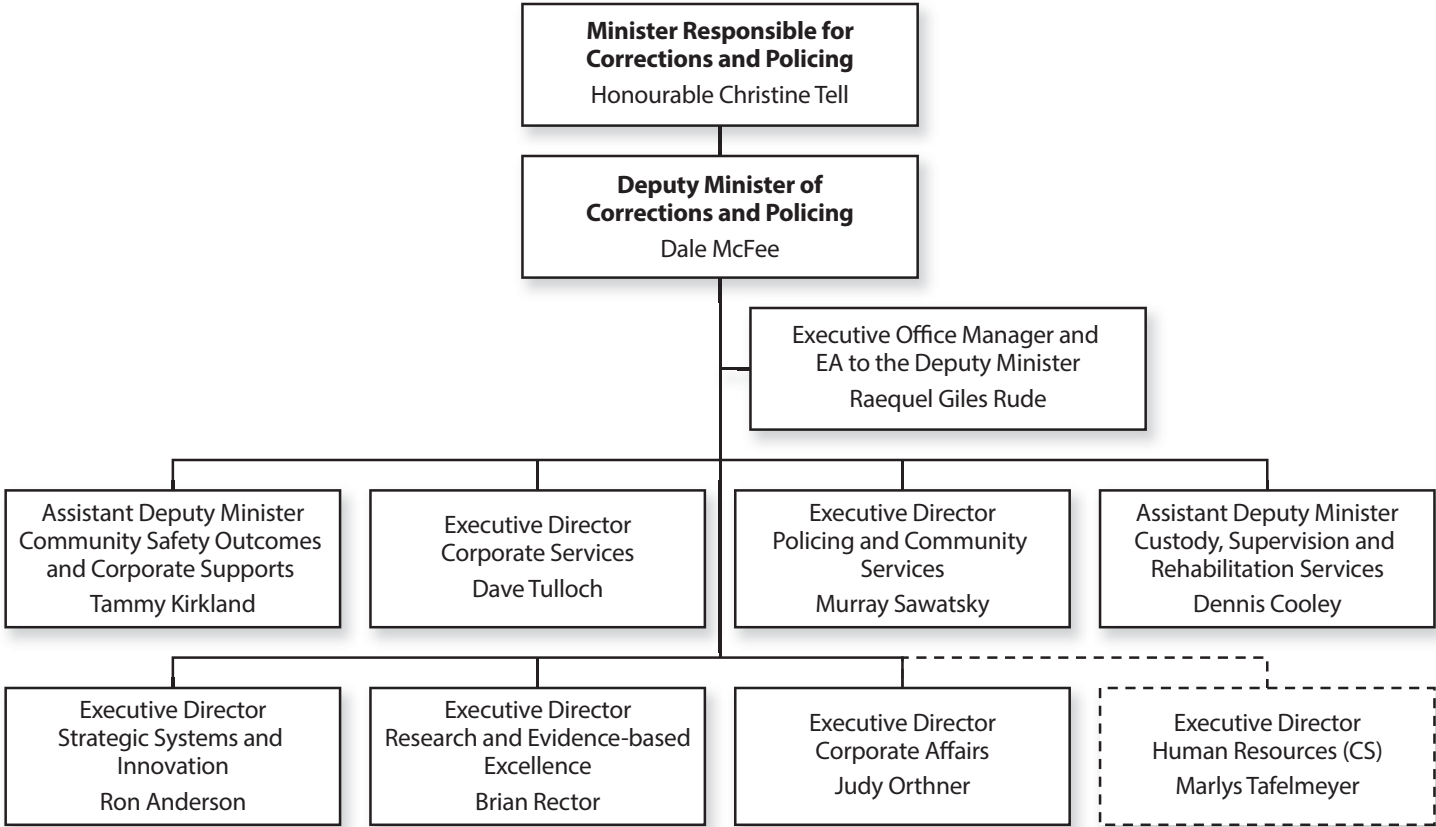 Minister Responsible for
Corrections and Policing
Honourable Christine Tell
Deputy Minister of
Corrections and Policing
Dale McFee
Executive Office Manager and
EA to the Deputy Minister
Raequel Giles Rude
Assistant Deputy Minister
Community Safety Outcomes
and Corporate Supports
Tammy Kirkland
Executive Director
Corporate Services
Dave Tulloch
Executive Director
Policing and Community
Services
Murray Sawatsky
Assistant Deputy Minister
Custody, Supervision and
Rehabilitation Services
Dennis Cooley
Executive Director
Strategic Systems and
Innovation
Ron Anderson
Executive Director
Research and Evidence-based
Excellence
Brian Rector
Executive Director
Corporate Affairs
Judy Orthner
Executive Director
Human Resources (CS)
Marlys Tafelmeyer